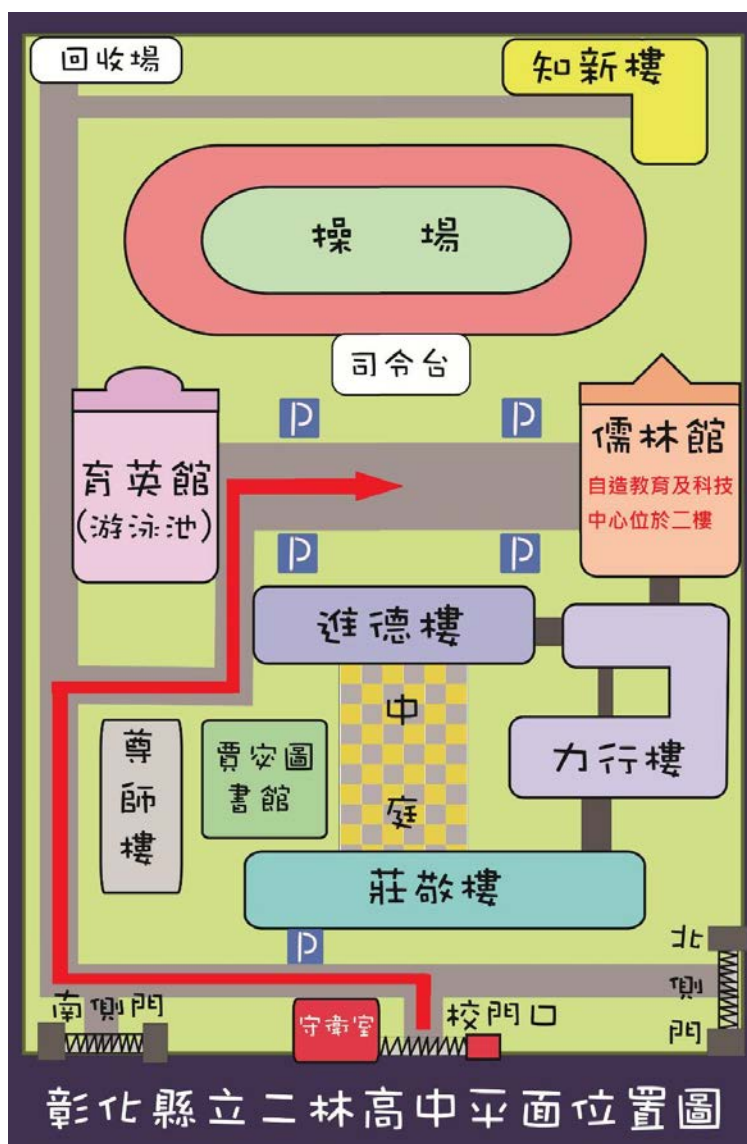 回收場
知新樓
操 場
司令台
P
P
育英館
(游泳池)
儒林館
自造教育及科技
中心位於二樓
P
P
進德樓
中
庭
尊
師
樓
賈宓圖
書館
力行樓
莊敬樓
P
北
側
門
南側門
守衛室
校門口
彰化縣立二林高中平面位置圖